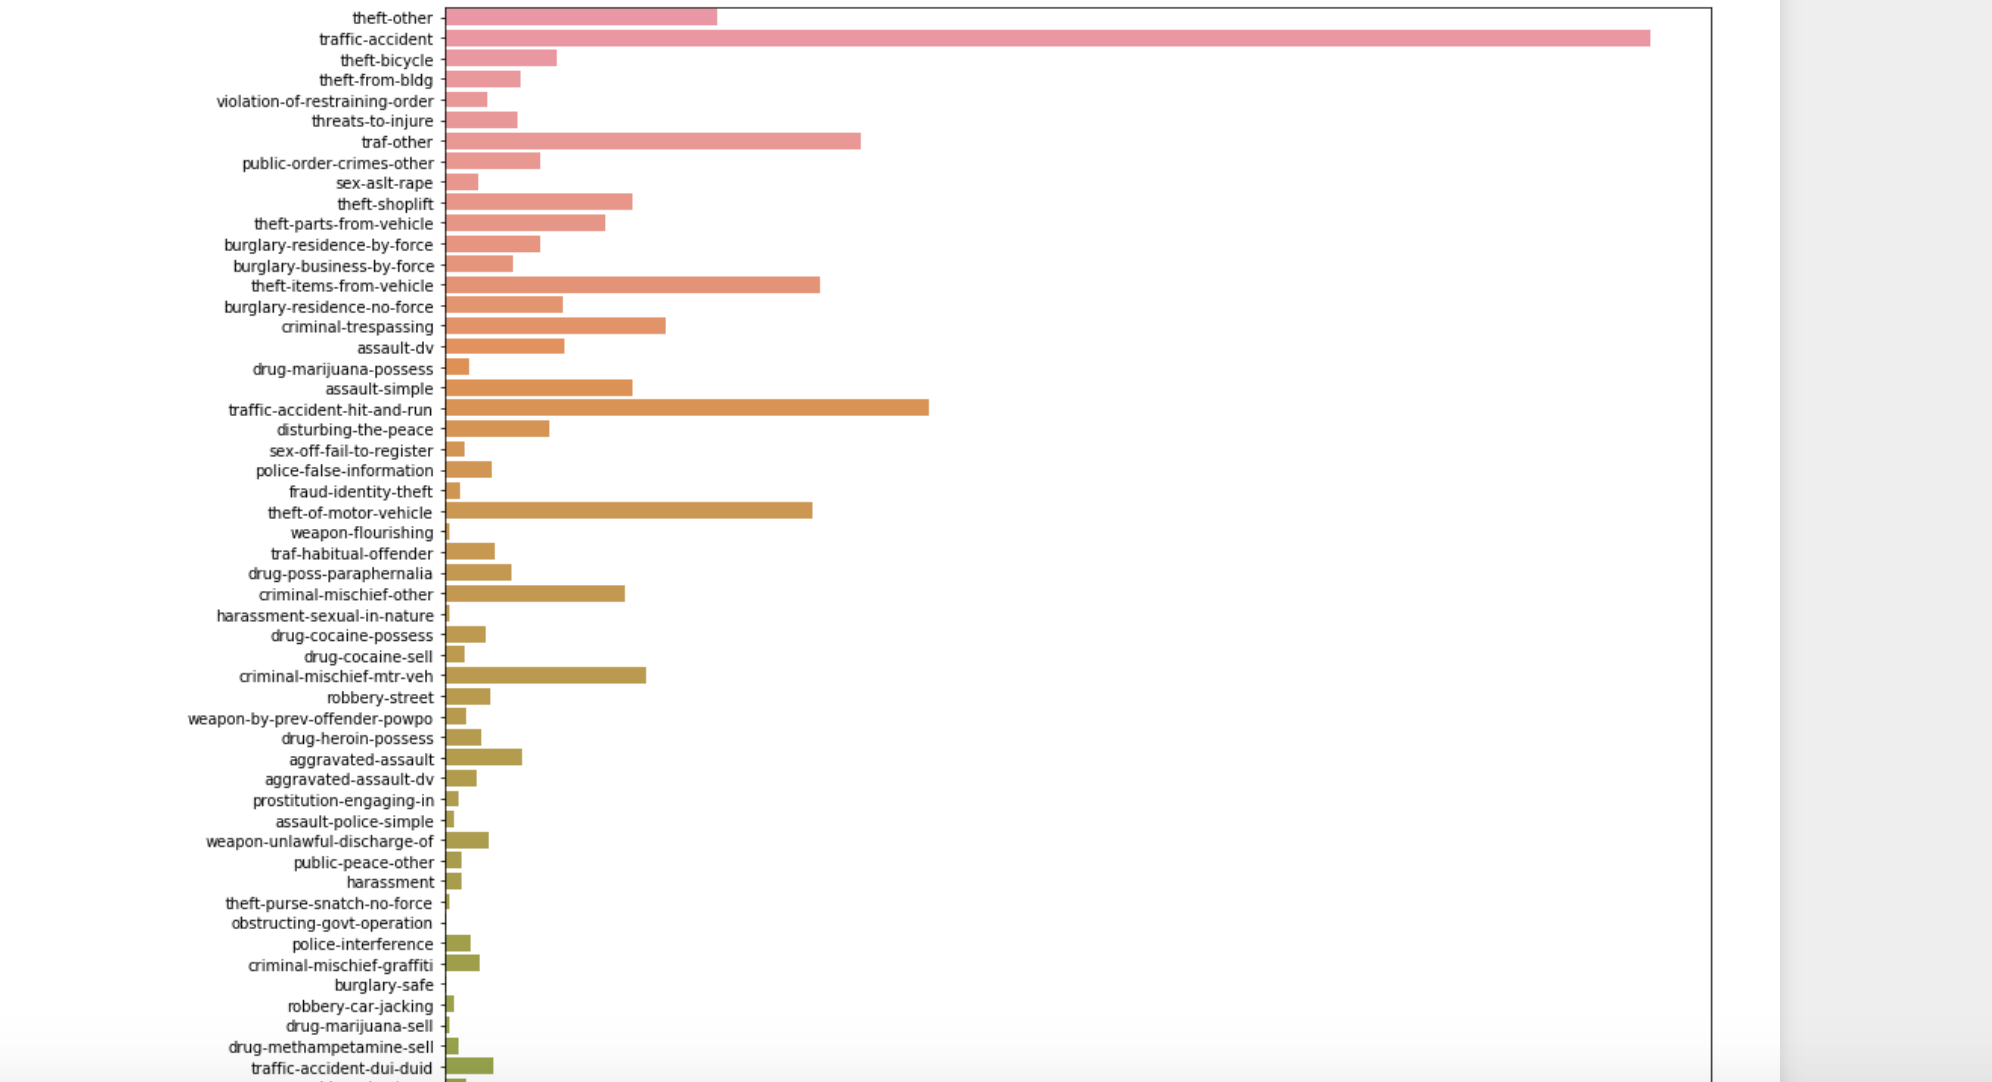 theft-other
traffic-accident
theft-bicycle
theft-from-bldg
violation-of-restraining-order
threats-to-injure
traf-other
public-order-crimes-other
sex-aslt-rape
theft-shoplift
theft-parts-from-vehicle
burglary-residence-by-force
burglary-business-by-force
theft-items-from-vehicle
burglary-residence-no-force
criminal-trespassing
assault-dv
drug-marijuana-possess
assault-simple
traffic-accident-hit-and-run
disturbing-the-peace
sex-off-fail-to-register
police-false-information
fraud-identity-theft
theft-of-motor-vehicle
weapon-flourishing
traf-habitual-offender
drug-poss-paraphernalia
criminal-mischief-other
harassment-sexual-in-nature
drug-cocaine-possess
drug-cocaine-sell
criminal-mischief-mtr-veh
robbery-street
weapon-by-prev-offender-powpo
drug-heroin-possess
aggravated-assault
aggravated-assault-dv
prostitution-engaging-in
assault-police-simple
weapon-unlawful-discharge-of
public-peace-other
harassment
theft-purse-snatch-no-force
obstructing-govt-operation
police-interference
criminal-mischief-graffiti
burglary-safe
robbery-car-jacking
drug-marijuana-sell
drug-methampetamine-sell
traffic-accident-dui-duid